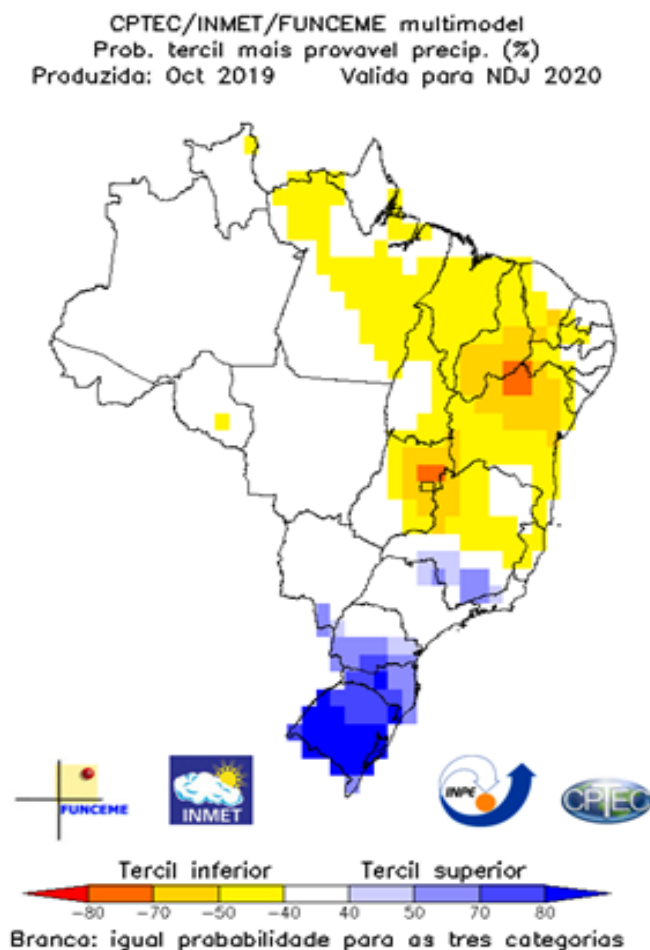 CPTEC/INMET/FUNCEME multimodel
Prob. tercil mais provavel precip. (%)
Produzida: Oct 2019 Valida para NDJ 2020
FUNCEME
INMET
INPE
CPTEC
Tercil inferior Tercil superior
-80 -70 -50 -40 40 50 70 80
Branca: igual probabilidade para as tres categorias